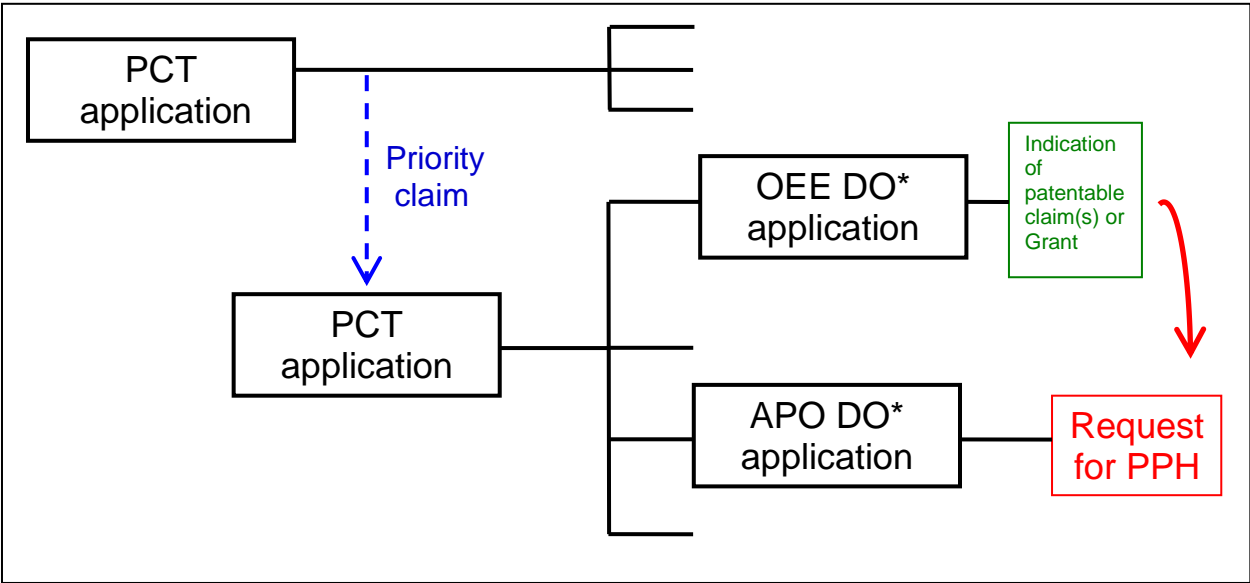 PCT
application
Priority
claim
PCT
application
OEE DO*
application
Indication
of
patentable
claim(s) or
Grant
APO DO*
application
Request
for PPH